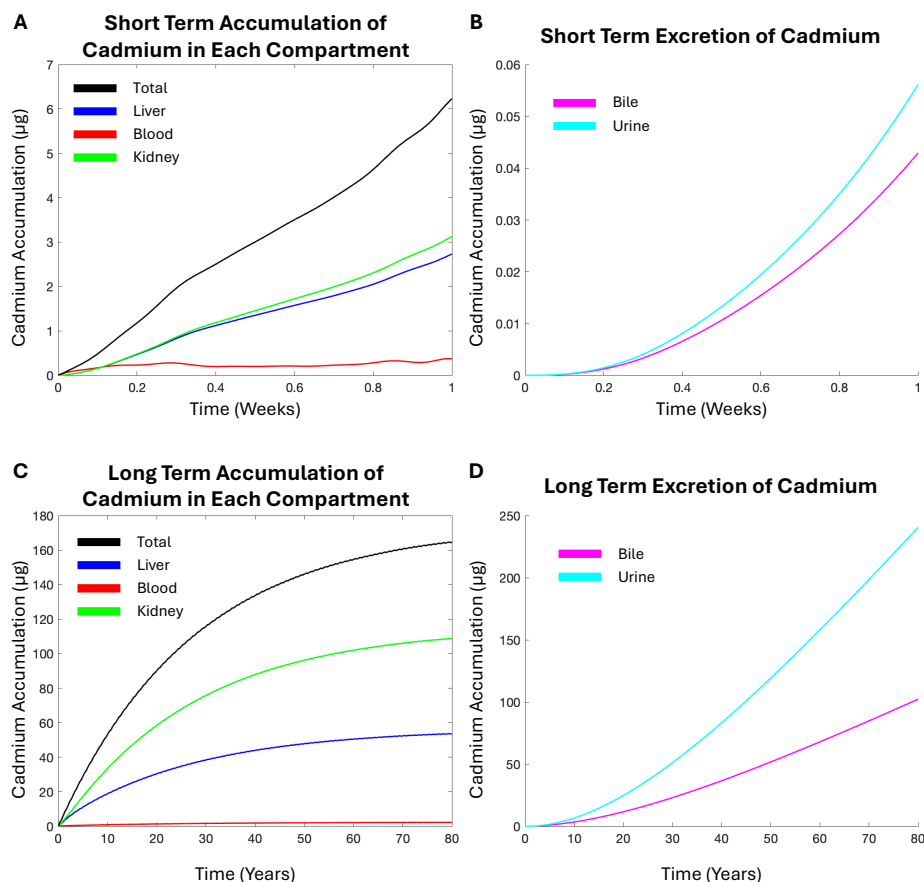 A
Short Term Accumulation of
Cadmium in Each Compartment
Cadmium Accumulation (µg)
7
6
5
4
3
2
1
0
Total
Liver
Blood
Kidney
0 0.2 0.4 0.6 0.8 1
Time (Weeks)
B
Short Term Excretion of Cadmium
Cadmium Accumulation (µg)
0.06
0.05
0.04
0.03
0.02
0.01
0
Bile
Urine
0 0.2 0.4 0.6 0.8 1
Time (Weeks)
C
Long Term Accumulation of
Cadmium in Each Compartment
Cadmium Accumulation (µg)
180
160
140
120
100
80
60
40
20
0
Total
Liver
Blood
Kidney
0 10 20 30 40 50 60 70 80
Time (Years)
D
Long Term Excretion of Cadmium
Cadmium Accumulation (µg)
250
200
150
100
50
0
Bile
Urine
0 10 20 30 40 50 60 70 80
Time (Years)